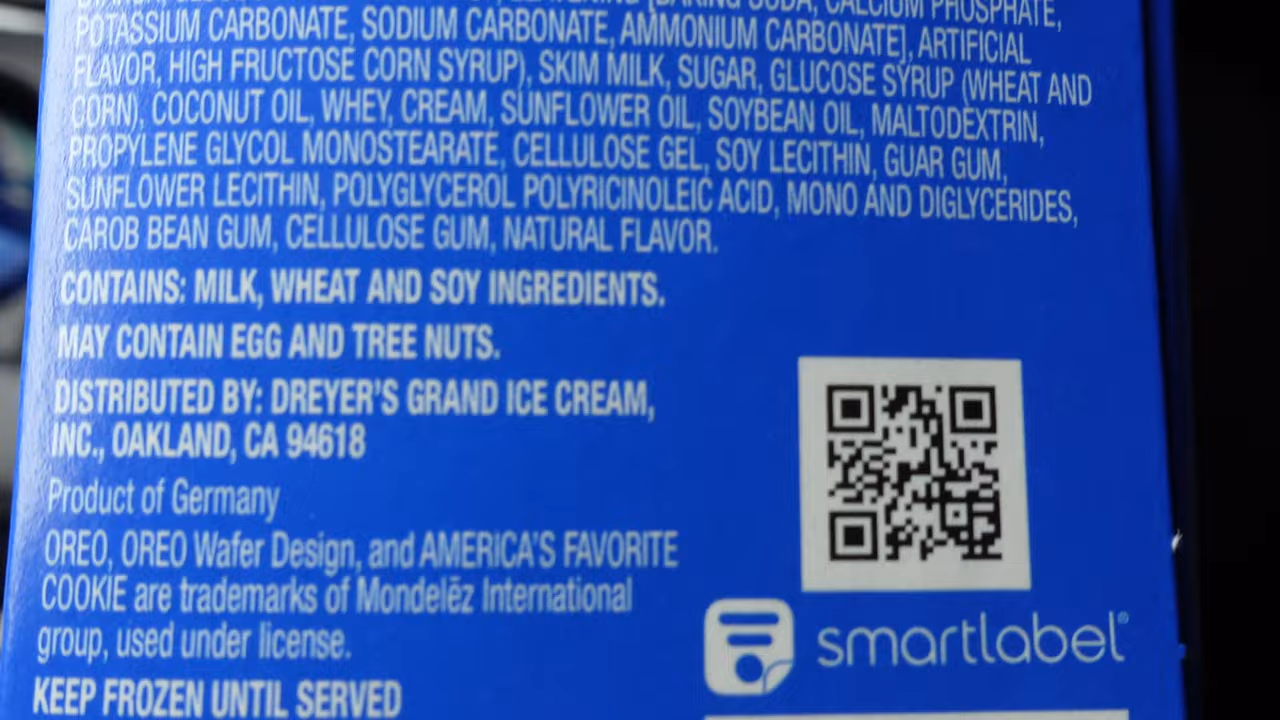 [BAKING SODA, CALCIUM PHOSPHATE,
POTASSIUM CARBONATE, SODIUM CARBONATE, AMMONIUM CARBONATE], ARTIFICIAL
FLAVOR, HIGH FRUCTOSE CORN SYRUP), SKIM MILK, SUGAR, GLUCOSE SYRUP (WHEAT AND
CORN), COCONUT OIL, WHEY, CREAM, SUNFLOWER OIL, SOYBEAN OIL, MALTODEXTRIN,
PROPYLENE GLYCOL MONOSTEARATE, CELLULOSE GEL, SOY LECITHIN, GUAR GUM,
SUNFLOWER LECITHIN, POLYGLYCEROL POLYRICINOLEIC ACID, MONO AND DIGLYCERIDES,
CAROB BEAN GUM, CELLULOSE GUM, NATURAL FLAVOR.
CONTAINS: MILK, WHEAT AND SOY INGREDIENTS.
MAY CONTAIN EGG AND TREE NUTS.
DISTRIBUTED BY: DREYER'S GRAND ICE CREAM,
INC., OAKLAND, CA 94618
Product of Germany
OREO, OREO Wafer Design, and AMERICA'S FAVORITE
COOKIE are trademarks of Mondelēz International
group, used under license.
KEEP FROZEN UNTIL SERVED
smartlabel®